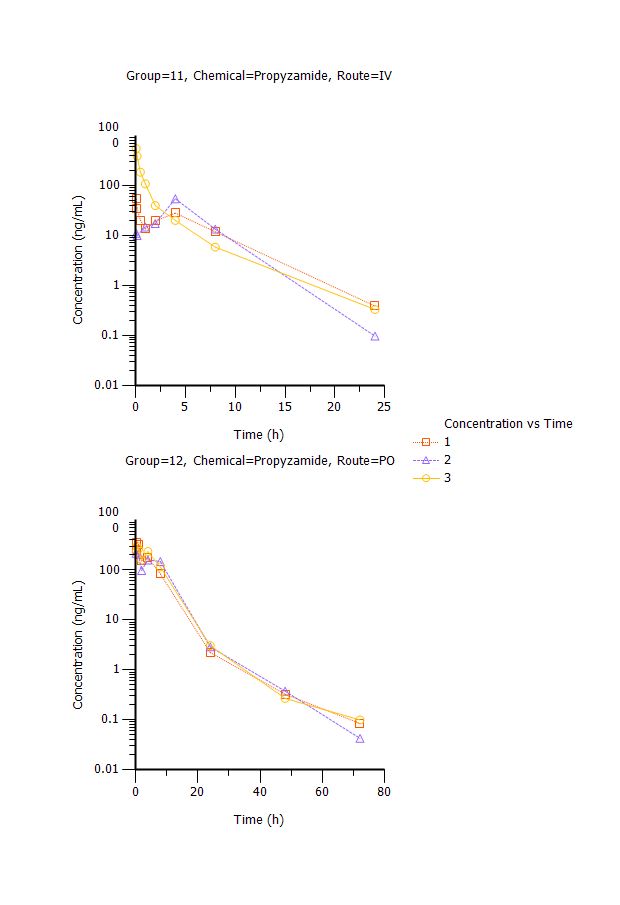 Group=11, Chemical=Propyzamide, Route=IV
100
0
100
10
1
0.1
0.01
Concentration (ng/mL)
0 5 10 15 20 25
Time (h)
Concentration vs Time
1
2
3
Group=12, Chemical=Propyzamide, Route=PO
100
0
100
10
1
0.1
0.01
Concentration (ng/mL)
0 20 40 60 80
Time (h)